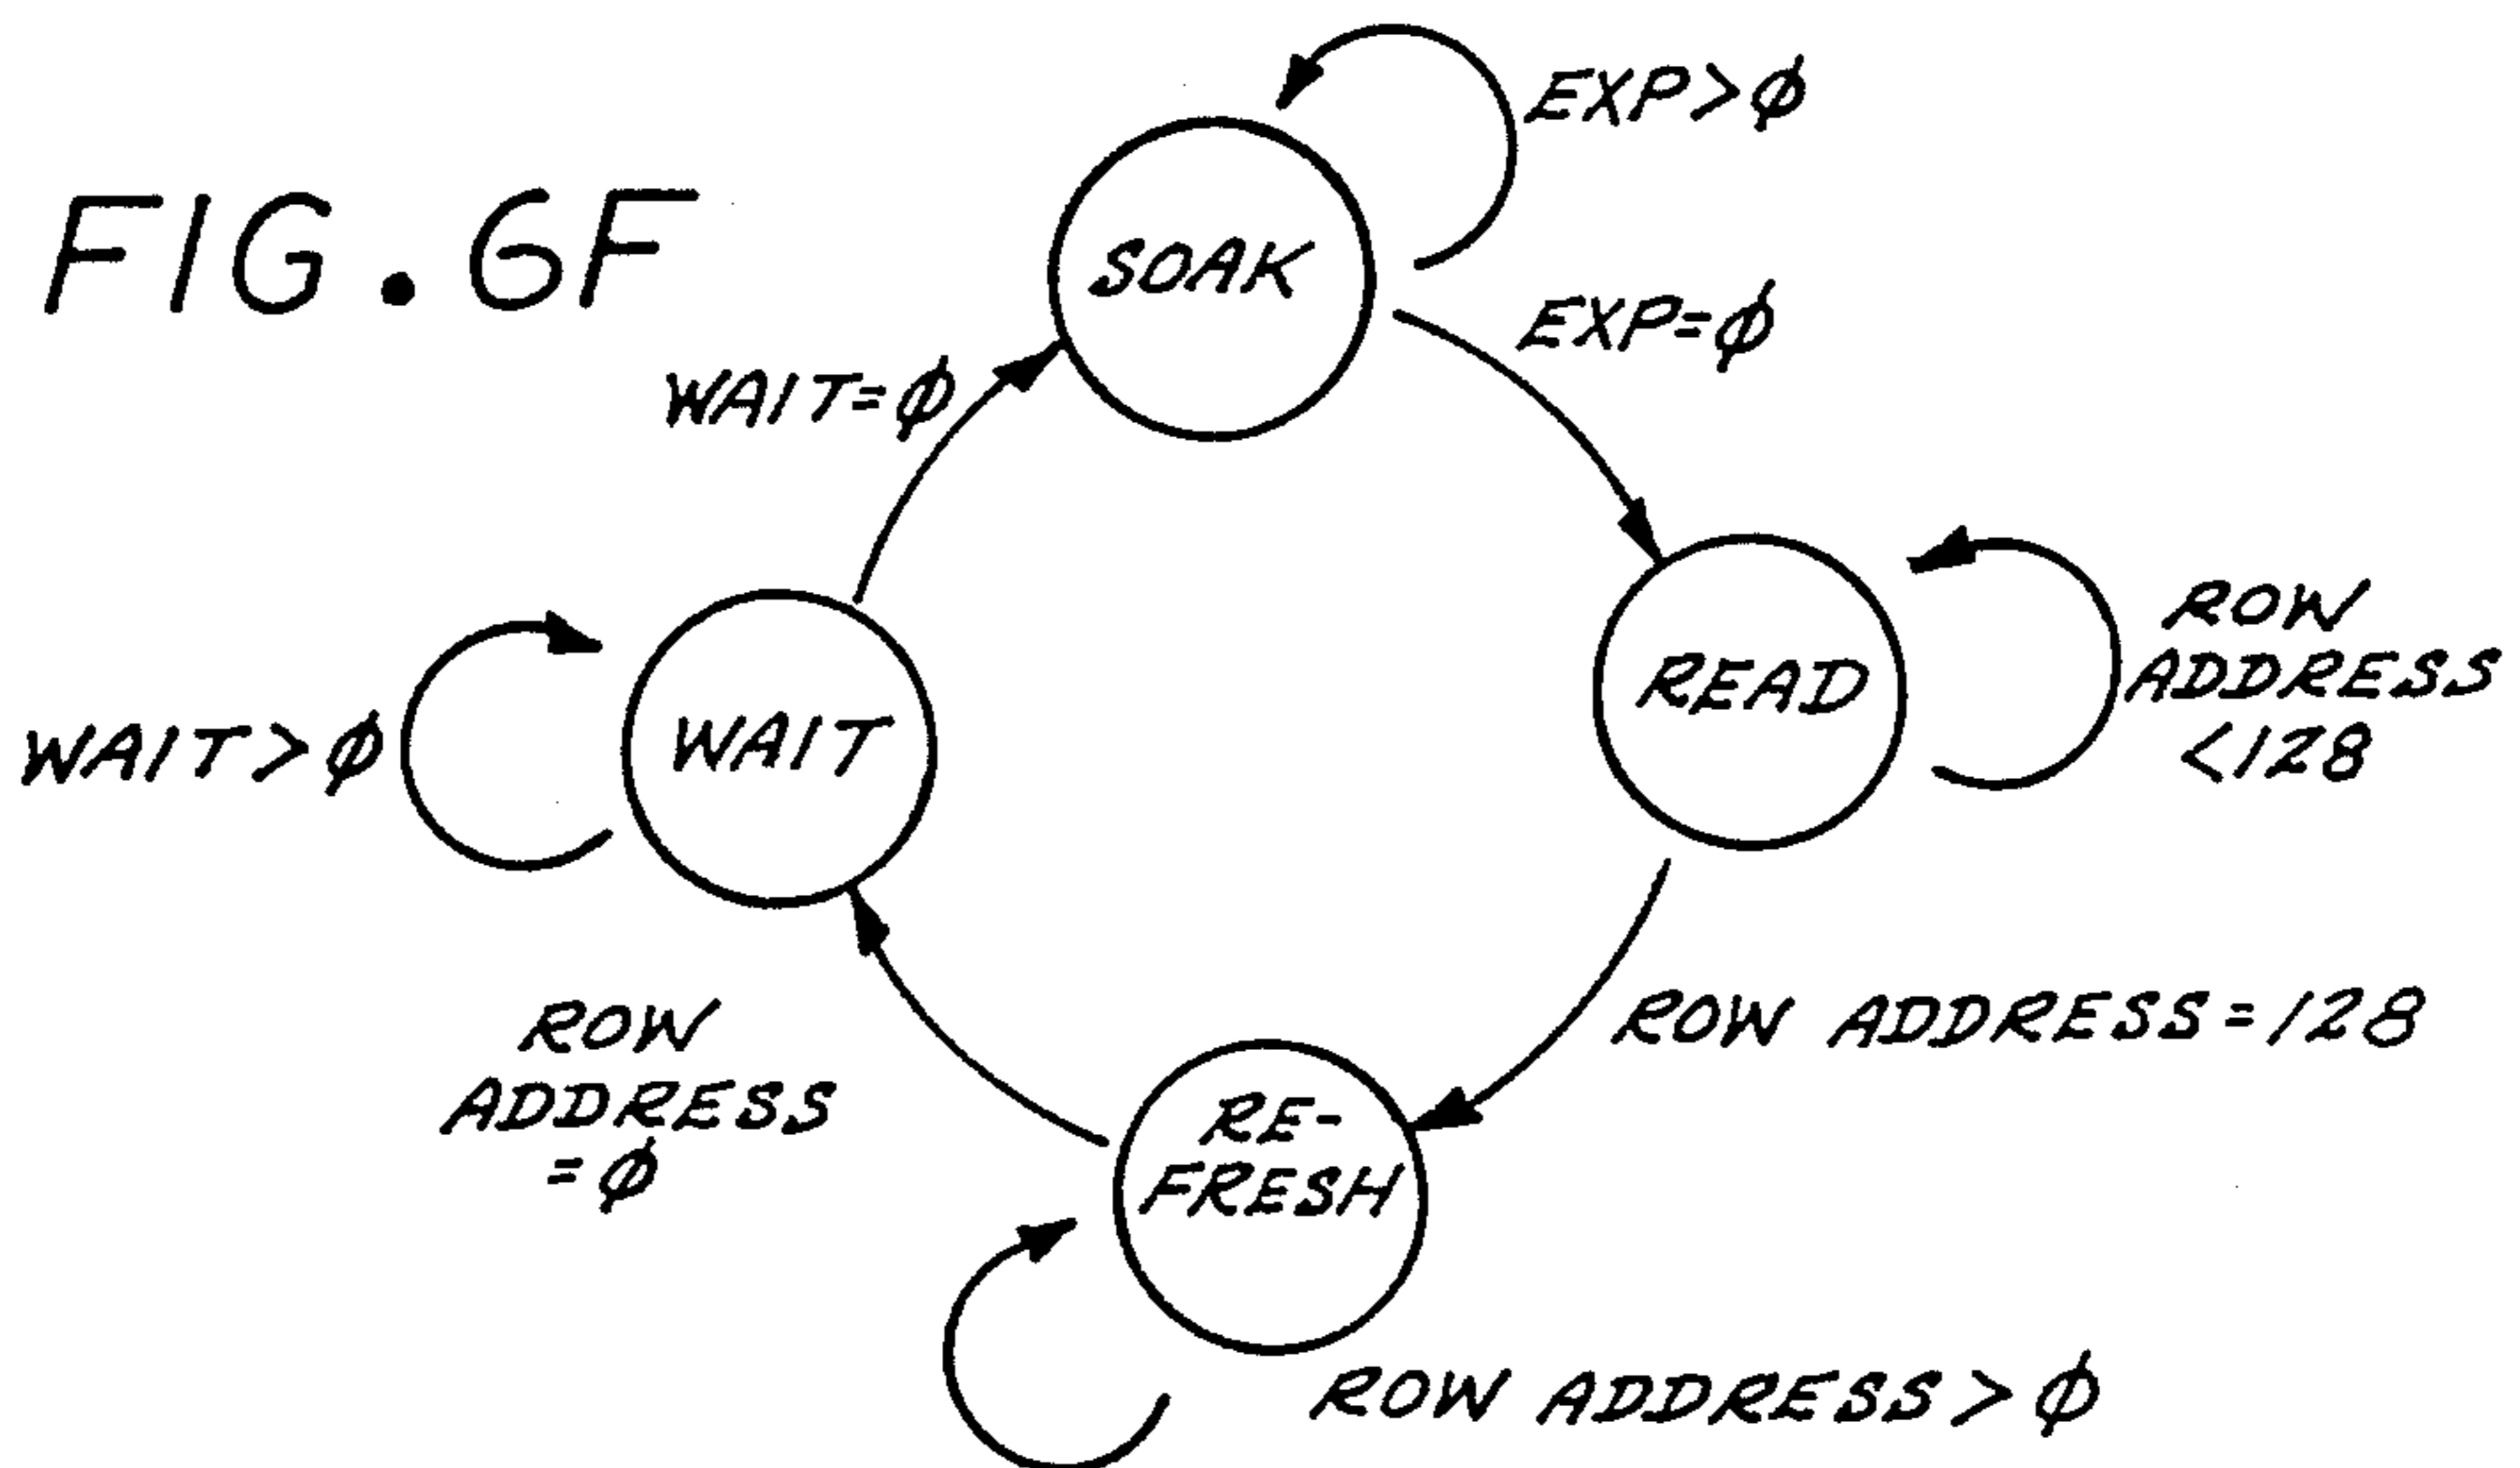 FIG. 6F
EXP>φ
SOAK
EXP=φ
WAIT=φ
ROW
ADDRESS
<128
READ
WAIT
WAIT>φ
ROW ADDRESS=128
ROW
ADDRESS
=φ
RE-
FRESH
ROW ADDRESS>φ